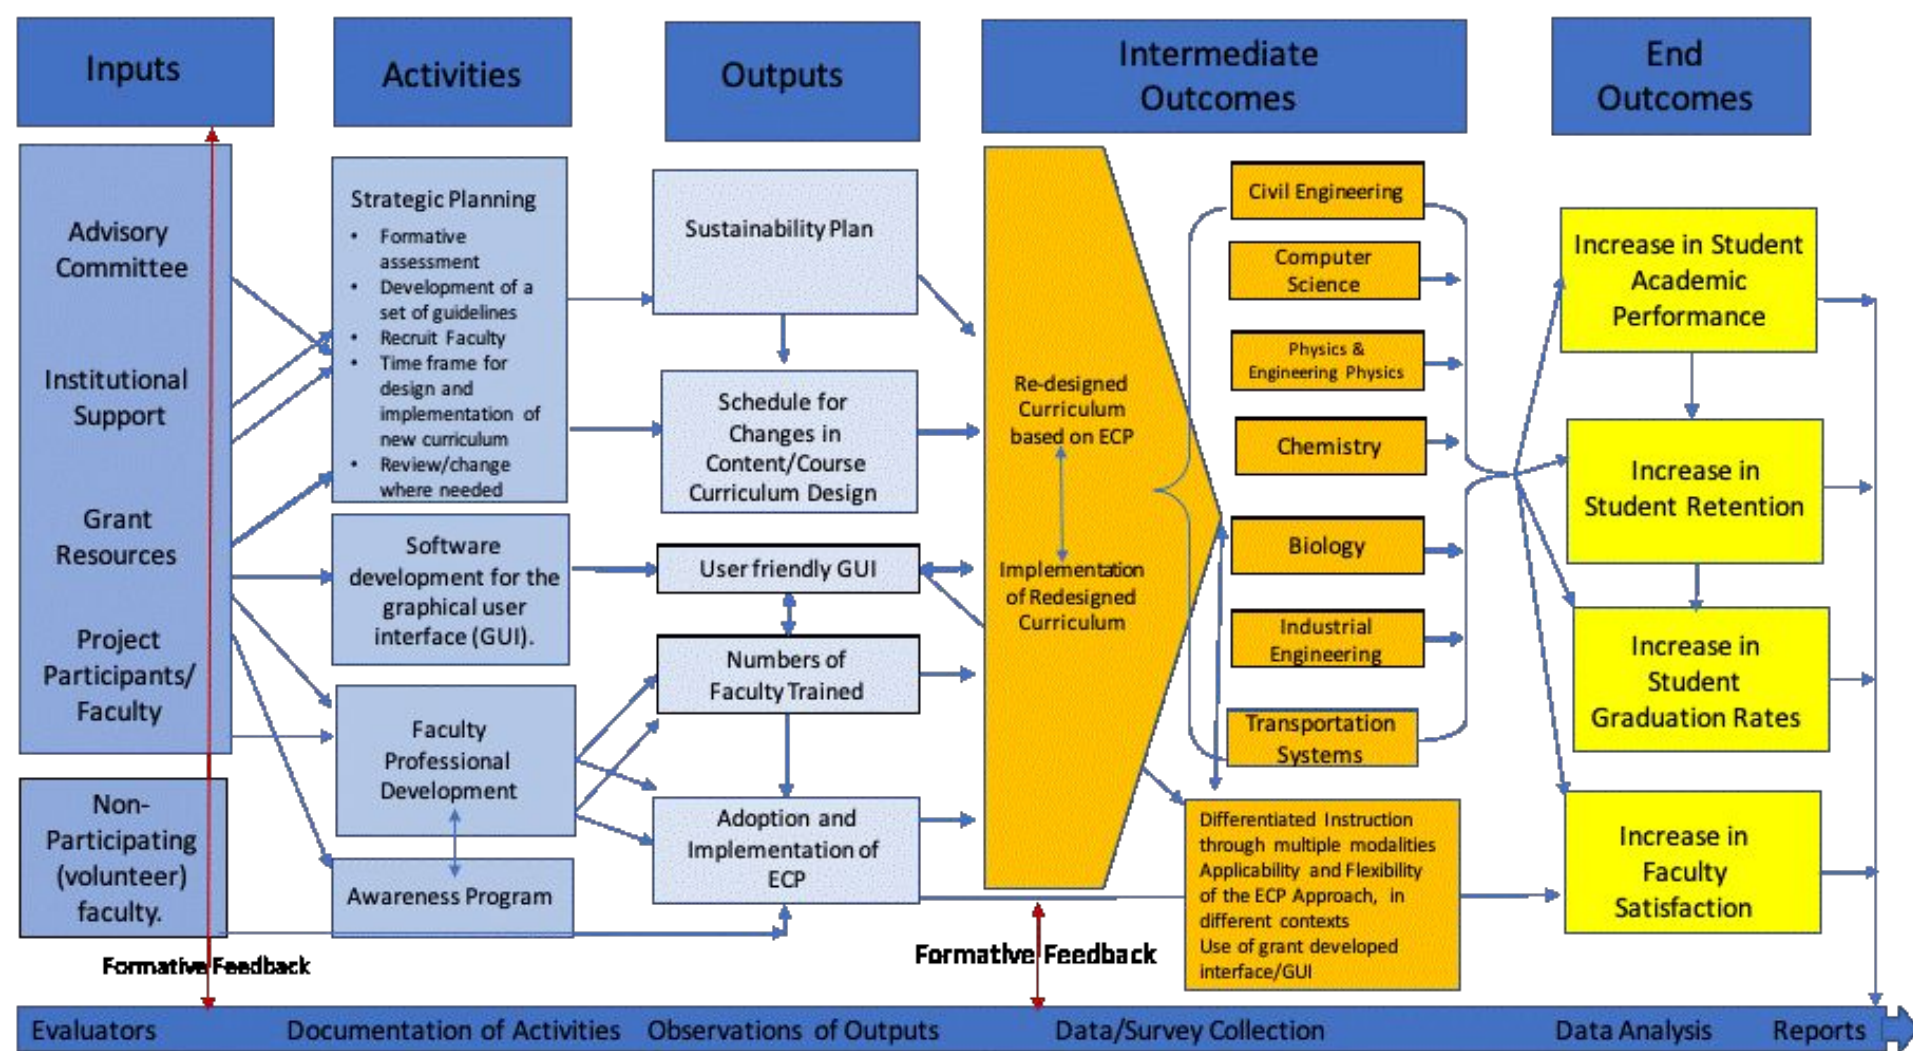 Inputs
Activities
Outputs
Intermediate
Outcomes
End
Outcomes
Advisory
Committee
Institutional
Support
Grant
Resources
Project
Participants/
Faculty
Non-
Participating
(volunteer)
faculty.
Formative Feedback
Strategic Planning
• Formative
assessment
• Development of a
set of guidelines
• Recruit Faculty
• Time frame for
design and
implementation of
new curriculum
• Review/change
where needed
Software
development for the
graphical user
interface (GUI).
Faculty
Professional
Development
Awareness Program
Sustainability Plan
Schedule for
Changes in
Content/Course
Curriculum Design
User friendly GUI
Numbers of
Faculty Trained
Adoption and
Implementation of
ECP
Formative Feedback
Re-designed
Curriculum
based on ECP
Implementation
of Redesigned
Curriculum
Civil Engineering
Computer
Science
Physics &
Engineering Physics
Chemistry
Biology
Industrial
Engineering
Transportation
Systems
Differentiated Instruction
through multiple modalities
Applicability and Flexibility
of the ECP Approach, in
different contexts
Use of grant developed
interface/GUI
Increase in Student
Academic
Performance
Increase in
Student Retention
Increase in
Student
Graduation Rates
Increase in
Faculty
Satisfaction
Evaluators
Documentation of Activities
Observations of Outputs
Data/Survey Collection
Data Analysis
Reports